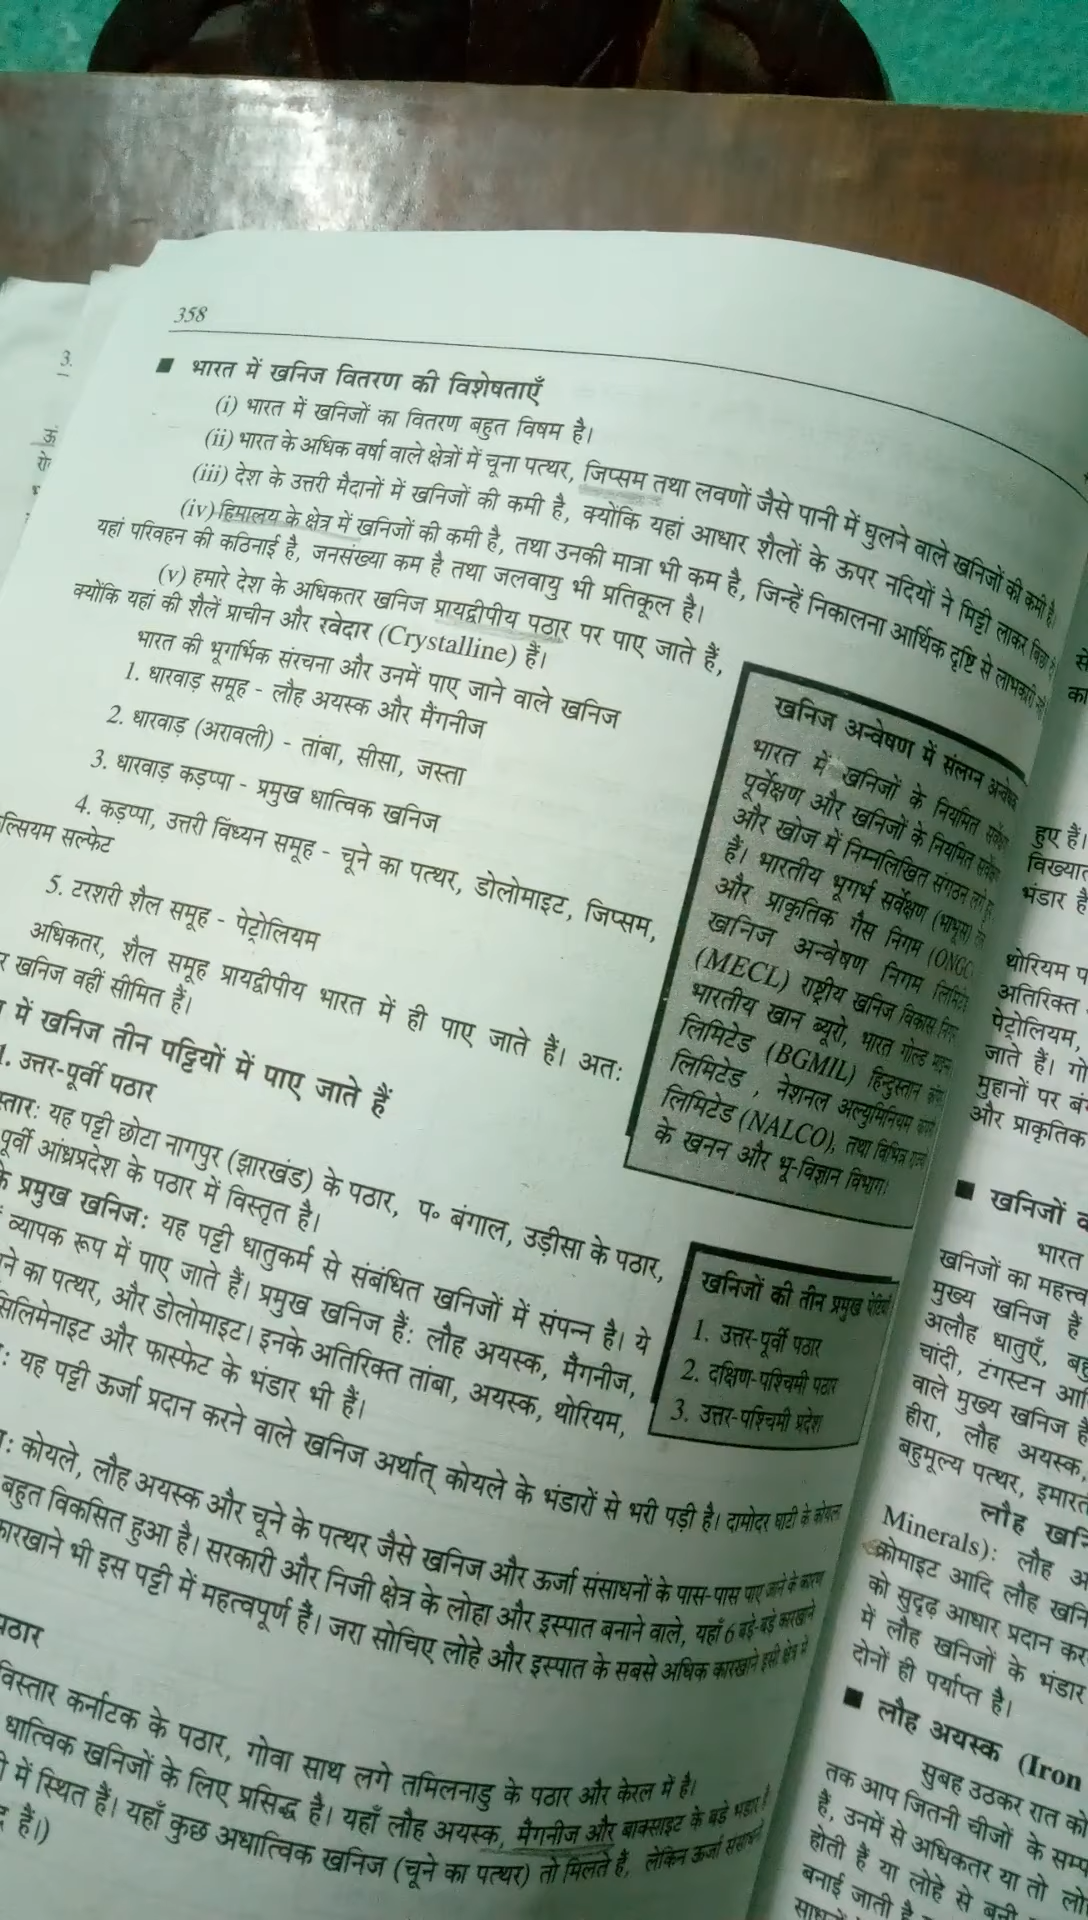 358
■ भारत में खनिज वितरण की विशेषताएँ
(i) भारत में खनिजों का वितरण बहुत विषम है।
(ii) भारत के अधिक वर्षा वाले क्षेत्रों में चूना पत्थर, जिप्सम तथा लवणों जैसे पानी में घुलने वाले खनिजों की कमी है।
(iii) देश के उत्तरी मैदानों में खनिजों की कमी है, क्योंकि यहां आधार शैलों के ऊपर नदियों ने मिट्टी लाकर बिछा
(iv) हिमालय के क्षेत्र में खनिजों की कमी है, तथा उनकी मात्रा भी कम है, जिन्हें निकालना आर्थिक दृष्टि से लाभकारी
यहां परिवहन की कठिनाई है, जनसंख्या कम है तथा जलवायु भी प्रतिकूल है।
(v) हमारे देश के अधिकतर खनिज प्रायद्वीपीय पठार पर पाए जाते हैं,
क्योंकि यहां की शैलें प्राचीन और रवेदार (Crystalline) हैं।
भारत की भूगर्भिक संरचना और उनमें पाए जाने वाले खनिज
1. धारवाड़ समूह - लौह अयस्क और मैंगनीज
2. धारवाड़ (अरावली) - तांबा, सीसा, जस्ता
3. धारवाड़ कड़प्पा - प्रमुख धात्विक खनिज
4. कड़प्पा, उत्तरी विंध्यन समूह - चूने का पत्थर, डोलोमाइट, जिप्सम,
ल्सियम सल्फेट
5. टरशरी शैल समूह - पेट्रोलियम
अधिकतर, शैल समूह प्रायद्वीपीय भारत में ही पाए जाते हैं। अत:
र खनिज वहीं सीमित हैं।
में खनिज तीन पट्टियों में पाए जाते हैं
1. उत्तर-पूर्वी पठार
स्तार: यह पट्टी छोटा नागपुर (झारखंड) के पठार, प॰ बंगाल, उड़ीसा के पठार,
पूर्वी आंध्रप्रदेश के पठार में विस्तृत है।
के प्रमुख खनिज: यह पट्टी धातुकर्म से संबंधित खनिजों में संपन्न है। ये
व्यापक रूप में पाए जाते हैं। प्रमुख खनिज हैं: लौह अयस्क, मैंगनीज,
ने का पत्थर, और डोलोमाइट। इनके अतिरिक्त तांबा, अयस्क, थोरियम,
सिलिमेनाइट और फास्फेट के भंडार भी हैं।
: यह पट्टी ऊर्जा प्रदान करने वाले खनिज अर्थात् कोयले के भंडारों से भरी पड़ी है। दामोदर घाटी के कोयला
: कोयले, लौह अयस्क और चूने के पत्थर जैसे खनिज और ऊर्जा संसाधनों के पास-पास पाए जाने के कारण
बहुत विकसित हुआ है। सरकारी और निजी क्षेत्र के लोहा और इस्पात बनाने वाले, यहाँ 6 बड़े-बड़े कारखाने
कारखाने भी इस पट्टी में महत्वपूर्ण हैं। जरा सोचिए लोहे और इस्पात के सबसे अधिक कारखाने इसी क्षेत्र में
पठार
विस्तार कर्नाटक के पठार, गोवा साथ लगे तमिलनाडु के पठार और केरल में है।
धात्विक खनिजों के लिए प्रसिद्ध है। यहाँ लौह अयस्क, मैगनीज और बाक्साइट के बड़े भंडार
में स्थित हैं। यहाँ कुछ अधात्विक खनिज (चूने का पत्थर) तो मिलते हैं, लेकिन ऊर्जा
हैं।)
खनिज अन्वेषण में संलग्न
भारत में खनिजों के नियमित
पूर्वेक्षण और खनिजों के नियमित
और खोज में निम्नलिखित संगठन लगे
हैं। भारतीय भूगर्भ सर्वेक्षण (भाभूस)
और प्राकृतिक गैस निगम (ONGC
खनिज अन्वेषण निगम
(MECL) राष्ट्रीय खनिज विकास
भारतीय खान ब्यूरो, भारत गोल्ड
लिमिटेड (BGMIL) हिन्दुस्तान
लिमिटेड , नेशनल अल्युमिनियम
लिमिटेड (NALCO), तथा विभिन्न
के खनन और भू-विज्ञान विभाग।
खनिजों की तीन प्रमुख
1. उत्तर-पूर्वी पठार
2. दक्षिण-पश्चिमी पठार
3. उत्तर-पश्चिमी प्रदेश
हुए हैं।
विख्यात
भंडार है
थोरियम प
अतिरिक्त
पेट्रोलियम,
जाते हैं। गो
मुहानों पर
और प्राकृतिक
■ खनिजों
भारत
खनिजों का महत्त्व
मुख्य खनिज हैं
अलौह धातुएँ,
चांदी, टंगस्टन
वाले मुख्य खनिज
हीरा, लौह अयस्क,
बहुमूल्य पत्थर,
लौह
Minerals): लौह
क्रोमाइट आदि लौह
को सुदृढ़ आधार प्रदान कर
में लौह खनिजों के भंडार
दोनों ही पर्याप्त है।
■ लौह अयस्क (Iron
सुबह उठकर रात को
तक आप जितनी चीजों के
हैं, उनमें से अधिकतर या तो
होती हैं या लोहे से बनी
बनाई जाती